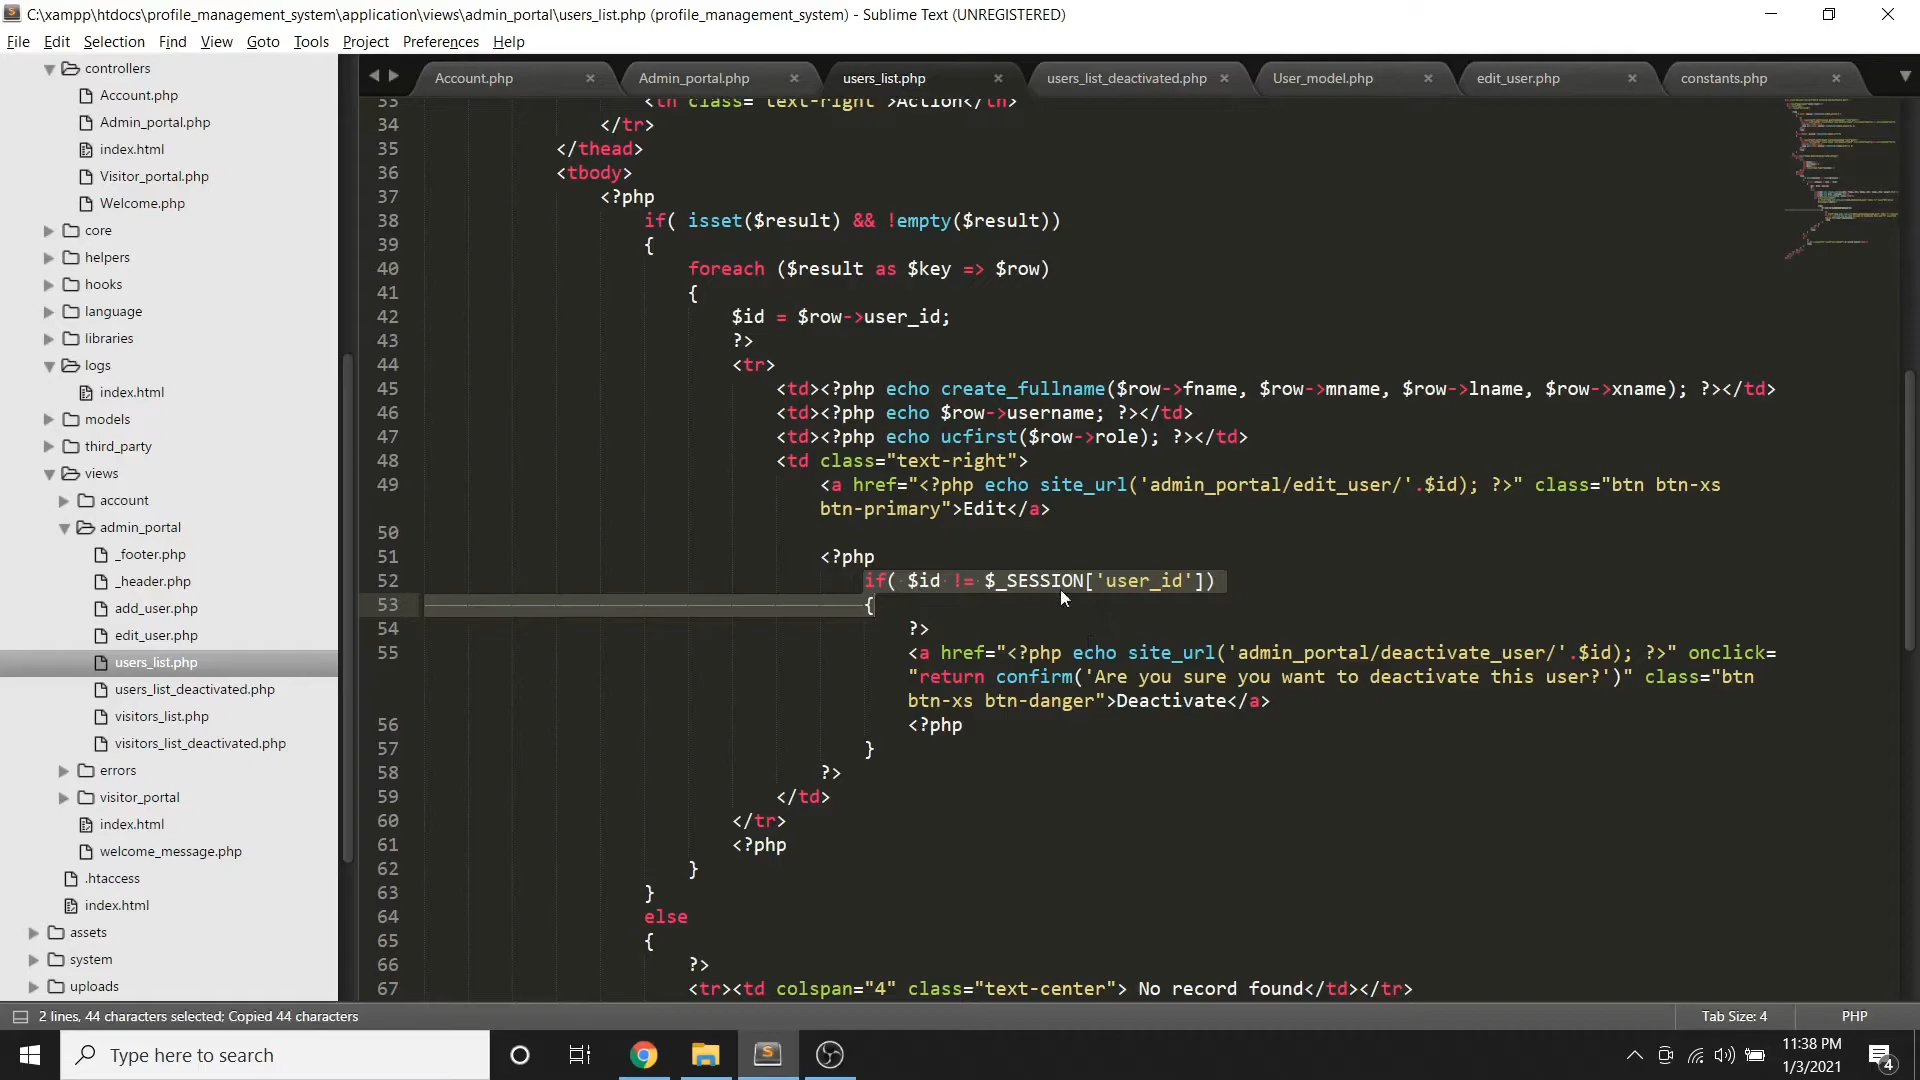 C:\xampp\htdocs\profile_management_system\application\views\admin_portal\users_list.php (profile_management_system) - Sublime Text (UNREGISTERED)
File Edit Selection Find View Goto Tools Project Preferences Help
controllers
Account.php
Admin_portal.php
index.html
Visitor_portal.php
Welcome.php
core
helpers
hooks
language
libraries
logs
index.html
models
third_party
views
account
admin_portal
_footer.php
_header.php
add_user.php
edit_user.php
users_list.php
users_list_deactivated.php
visitors_list.php
visitors_list_deactivated.php
errors
visitor_portal
index.html
welcome_message.php
.htaccess
index.html
assets
system
uploads
Account.php × Admin_portal.php × users_list.php × users_list_deactivated.php × User_model.php × edit_user.php × constants.php ×
33 <th class="text-right">Action</th>
34 </tr>
35 </thead>
36 <tbody>
37 <?php
38 if( isset($result) && !empty($result))
39 {
40 foreach ($result as $key => $row)
41 {
42 $id = $row->user_id;
43 ?>
44 <tr>
45 <td><?php echo create_fullname($row->fname, $row->mname, $row->lname, $row->xname); ?></td>
46 <td><?php echo $row->username; ?></td>
47 <td><?php echo ucfirst($row->role); ?></td>
48 <td class="text-right">
49 <a href="<?php echo site_url('admin_portal/edit_user/'.$id); ?>" class="btn btn-xs
btn-primary">Edit</a>
50
51 <?php
52 if( $id != $_SESSION['user_id'])
53 {
54 ?>
55 <a href="<?php echo site_url('admin_portal/deactivate_user/'.$id); ?>" onclick=
"return confirm('Are you sure you want to deactivate this user?')" class="btn
btn-xs btn-danger">Deactivate</a>
56 <?php
57 }
58 ?>
59 </td>
60 </tr>
61 <?php
62 }
63 }
64 else
65 {
66 ?>
67 <tr><td colspan="4" class="text-center"> No record found</td></tr>
2 lines, 44 characters selected; Copied 44 characters
Tab Size: 4 PHP
Type here to search
11:38 PM
1/3/2021
4